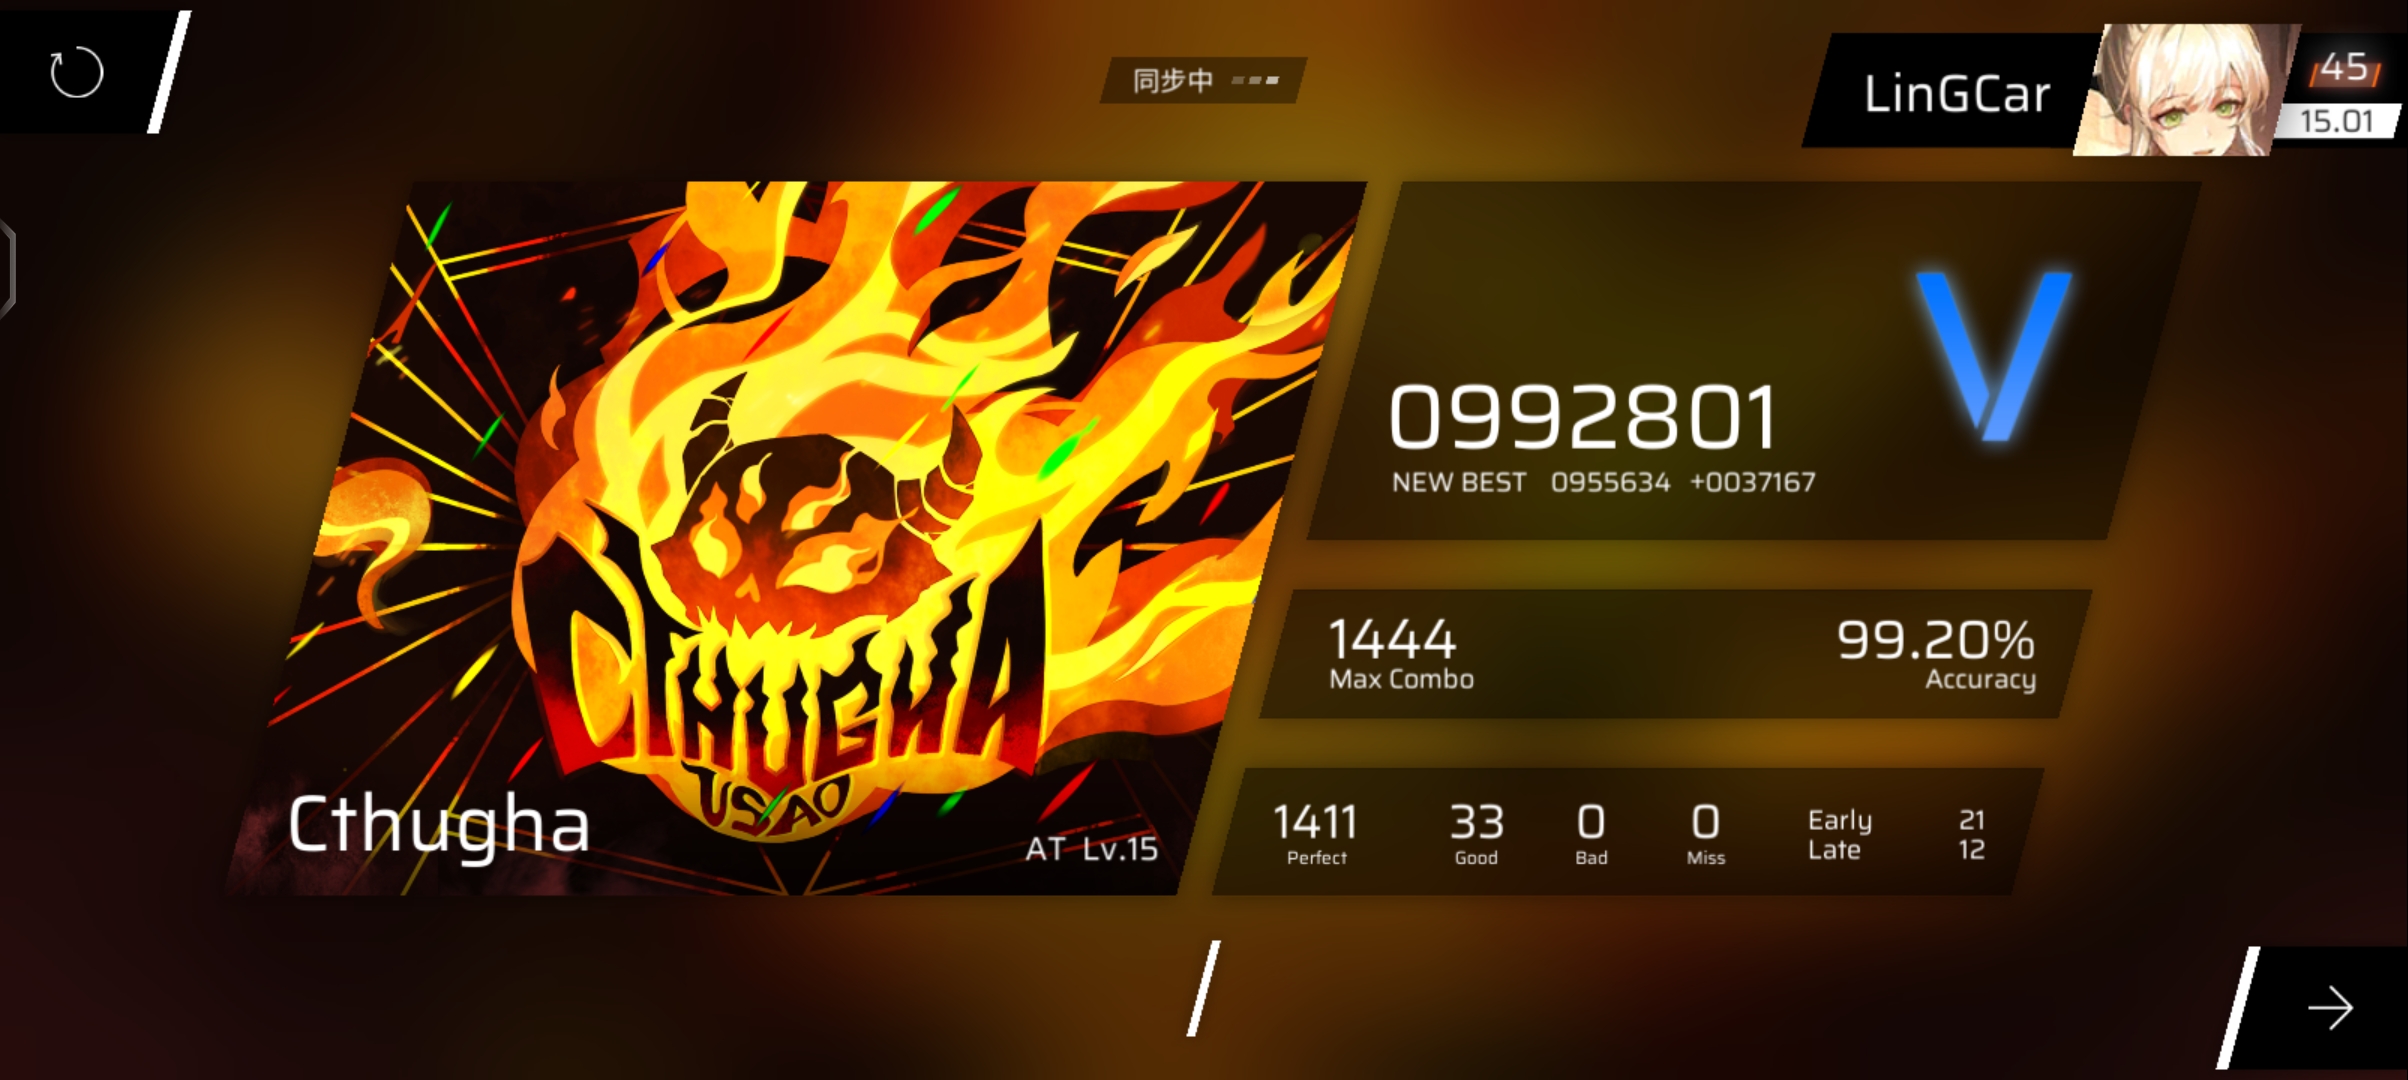 同步中
LinGCar
45
15.01
CTHUGHA
USAO
Cthugha
AT Lv.15
0992801
V
NEW BEST 0955634 +0037167
1444
Max Combo
99.20%
Accuracy
1411
Perfect
33
Good
0
Bad
0
Miss
Early 21
Late 12